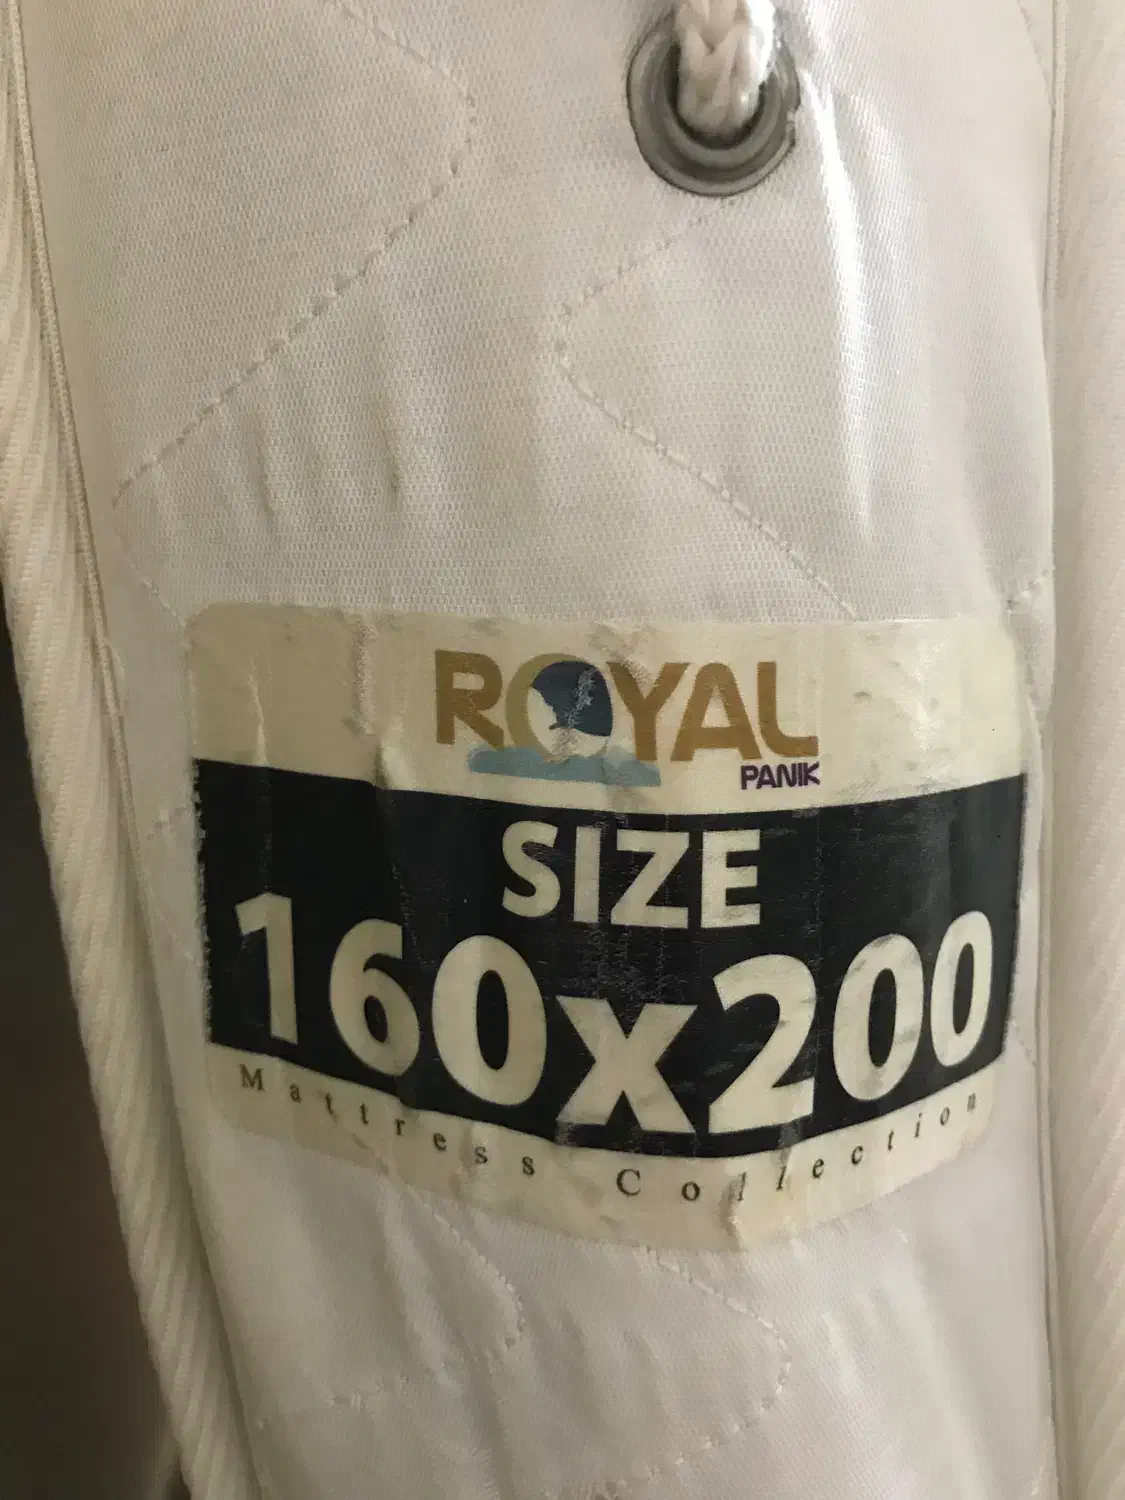 ROYAL
PANIK
SIZE
160x200
Mattress Collection